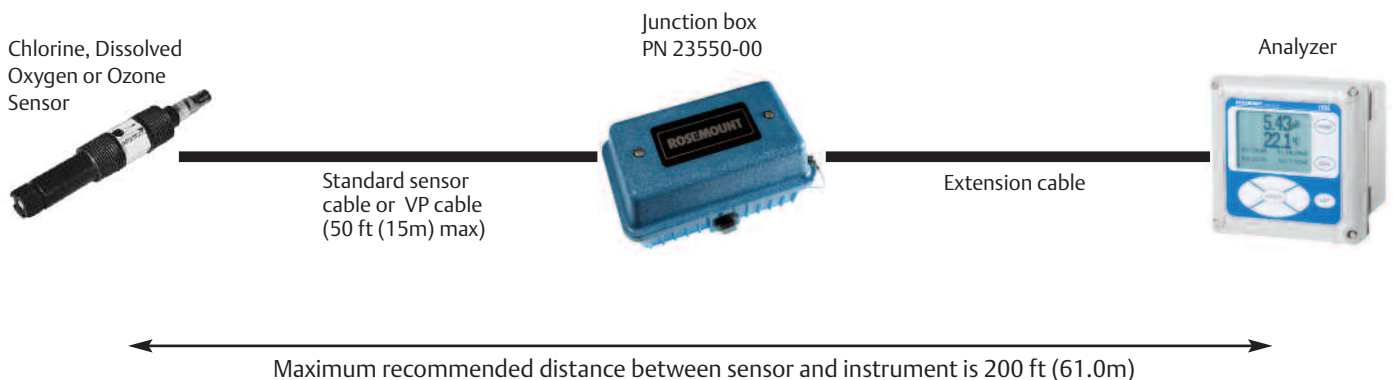 Junction box
PN 23550-00
Chlorine, Dissolved
Oxygen or Ozone
Sensor
Analyzer
ROSEMOUNT
5.43
22.1
Standard sensor
cable or VP cable
(50 ft (15m) max)
Extension cable
Maximum recommended distance between sensor and instrument is 200 ft (61.0m)